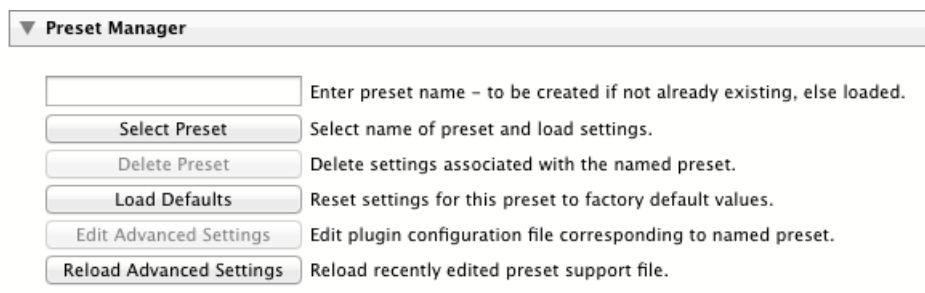 Preset Manager
Enter preset name – to be created if not already existing, else loaded.
Select Preset Select name of preset and load settings.
Delete Preset Delete settings associated with the named preset.
Load Defaults Reset settings for this preset to factory default values.
Edit Advanced Settings Edit plugin configuration file corresponding to named preset.
Reload Advanced Settings Reload recently edited preset support file.